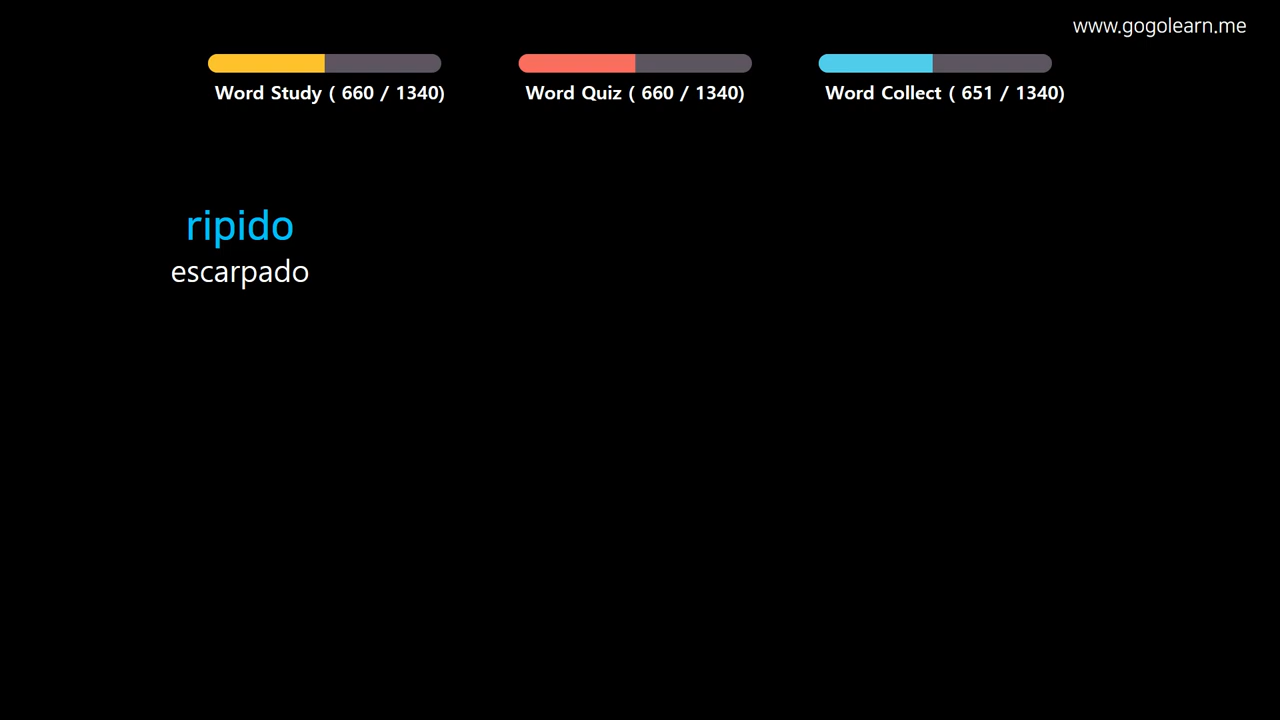 www.gogolearn.me
Word Study ( 660 / 1340)
Word Quiz ( 660 / 1340)
Word Collect ( 651 / 1340)
ripido
escarpado